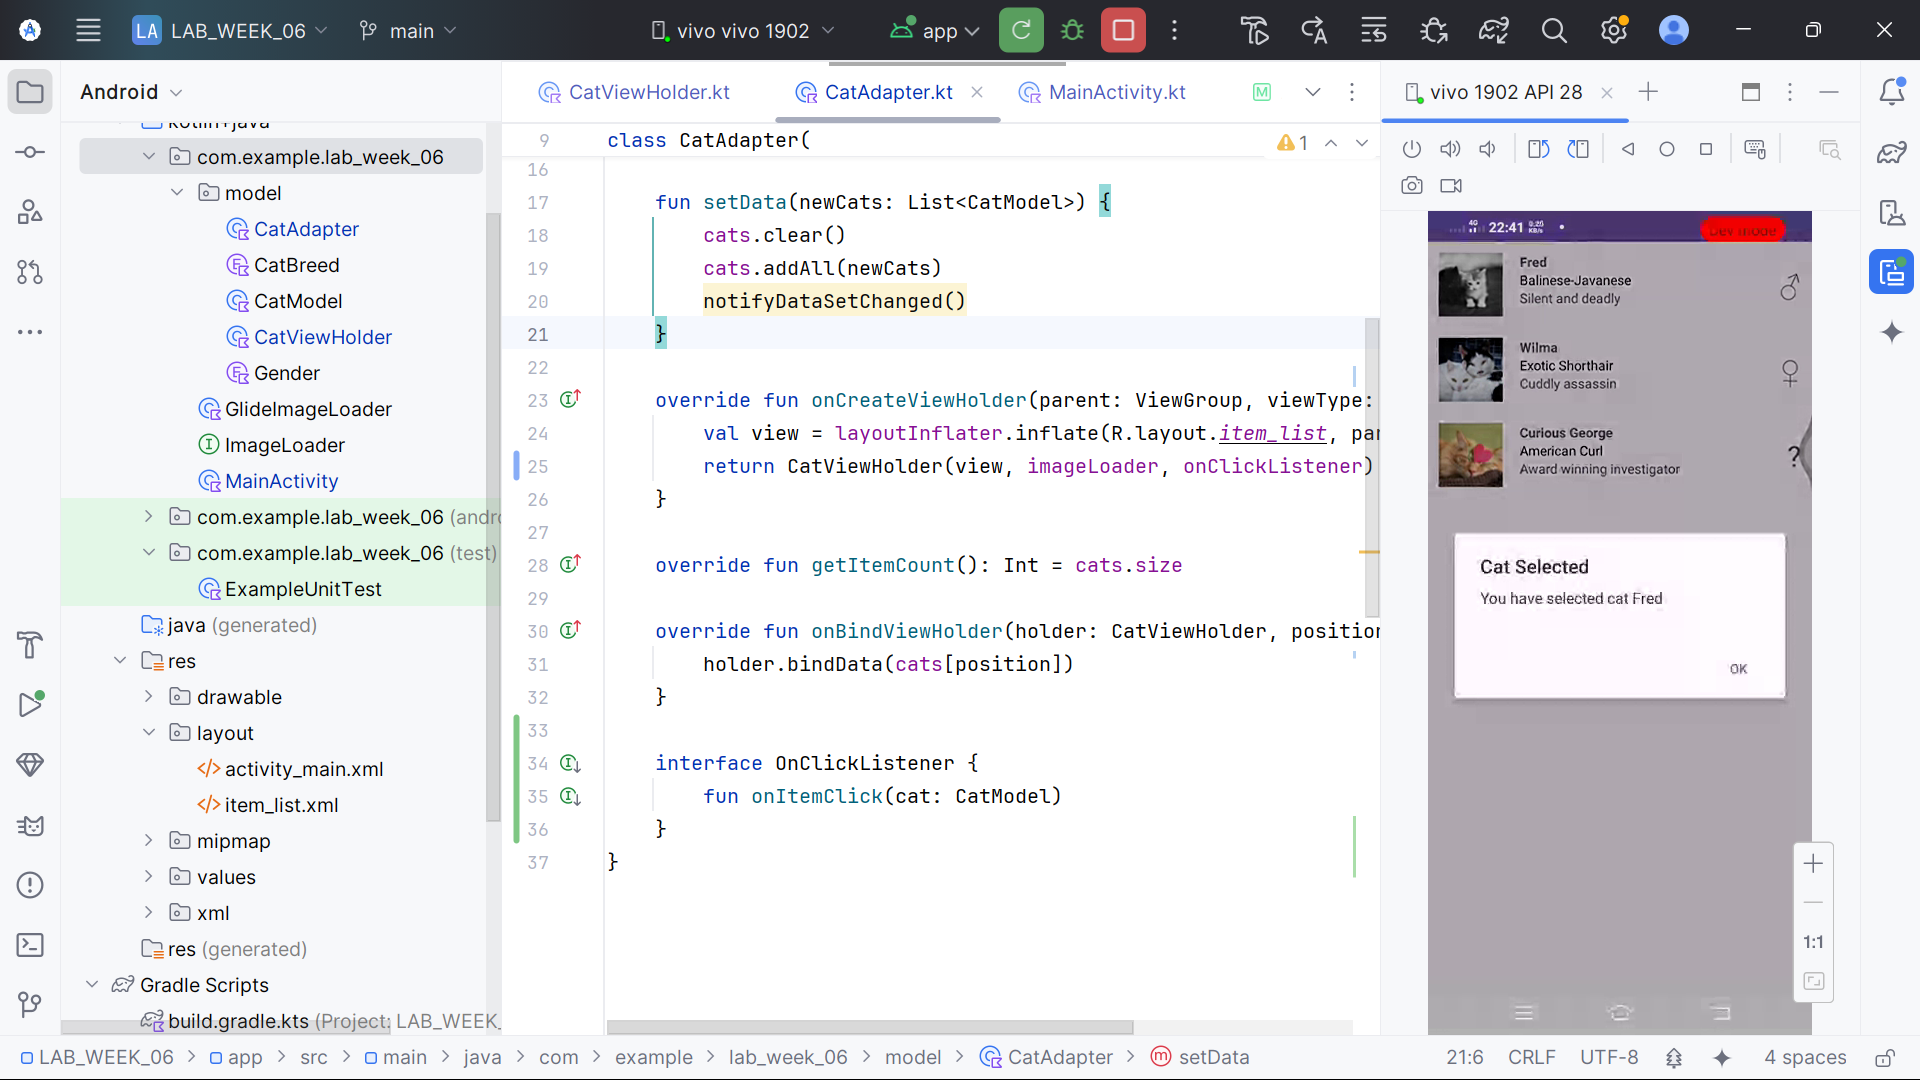 LA LAB_WEEK_06 main vivo vivo 1902 app
Android
kotlin+java
com.example.lab_week_06
model
CatAdapter
CatBreed
CatModel
CatViewHolder
Gender
GlideImageLoader
ImageLoader
MainActivity
com.example.lab_week_06 (andro
com.example.lab_week_06 (test)
ExampleUnitTest
java (generated)
res
drawable
layout
activity_main.xml
item_list.xml
mipmap
values
xml
res (generated)
Gradle Scripts
build.gradle.kts (Project: LAB_WEEK_
CatViewHolder.kt CatAdapter.kt MainActivity.kt
9 class CatAdapter( 1
16
17 fun setData(newCats: List<CatModel>) {
18 cats.clear()
19 cats.addAll(newCats)
20 notifyDataSetChanged()
21 }
22
23 override fun onCreateViewHolder(parent: ViewGroup, viewType:
24 val view = layoutInflater.inflate(R.layout.item_list, par
25 return CatViewHolder(view, imageLoader, onClickListener)
26 }
27
28 override fun getItemCount(): Int = cats.size
29
30 override fun onBindViewHolder(holder: CatViewHolder, position
31 holder.bindData(cats[position])
32 }
33
34 interface OnClickListener {
35 fun onItemClick(cat: CatModel)
36 }
37 }
vivo 1902 API 28
4G 22:41 KB/s Dev mode
Fred
Balinese-Javanese
Silent and deadly
Wilma
Exotic Shorthair
Cuddly assassin
Curious George
American Curl
Award winning investigator
?
Cat Selected
You have selected cat Fred
OK
1:1
LAB_WEEK_06 > app > src > main > java > com > example > lab_week_06 > model > CatAdapter > setData
21:6 CRLF UTF-8 4 spaces